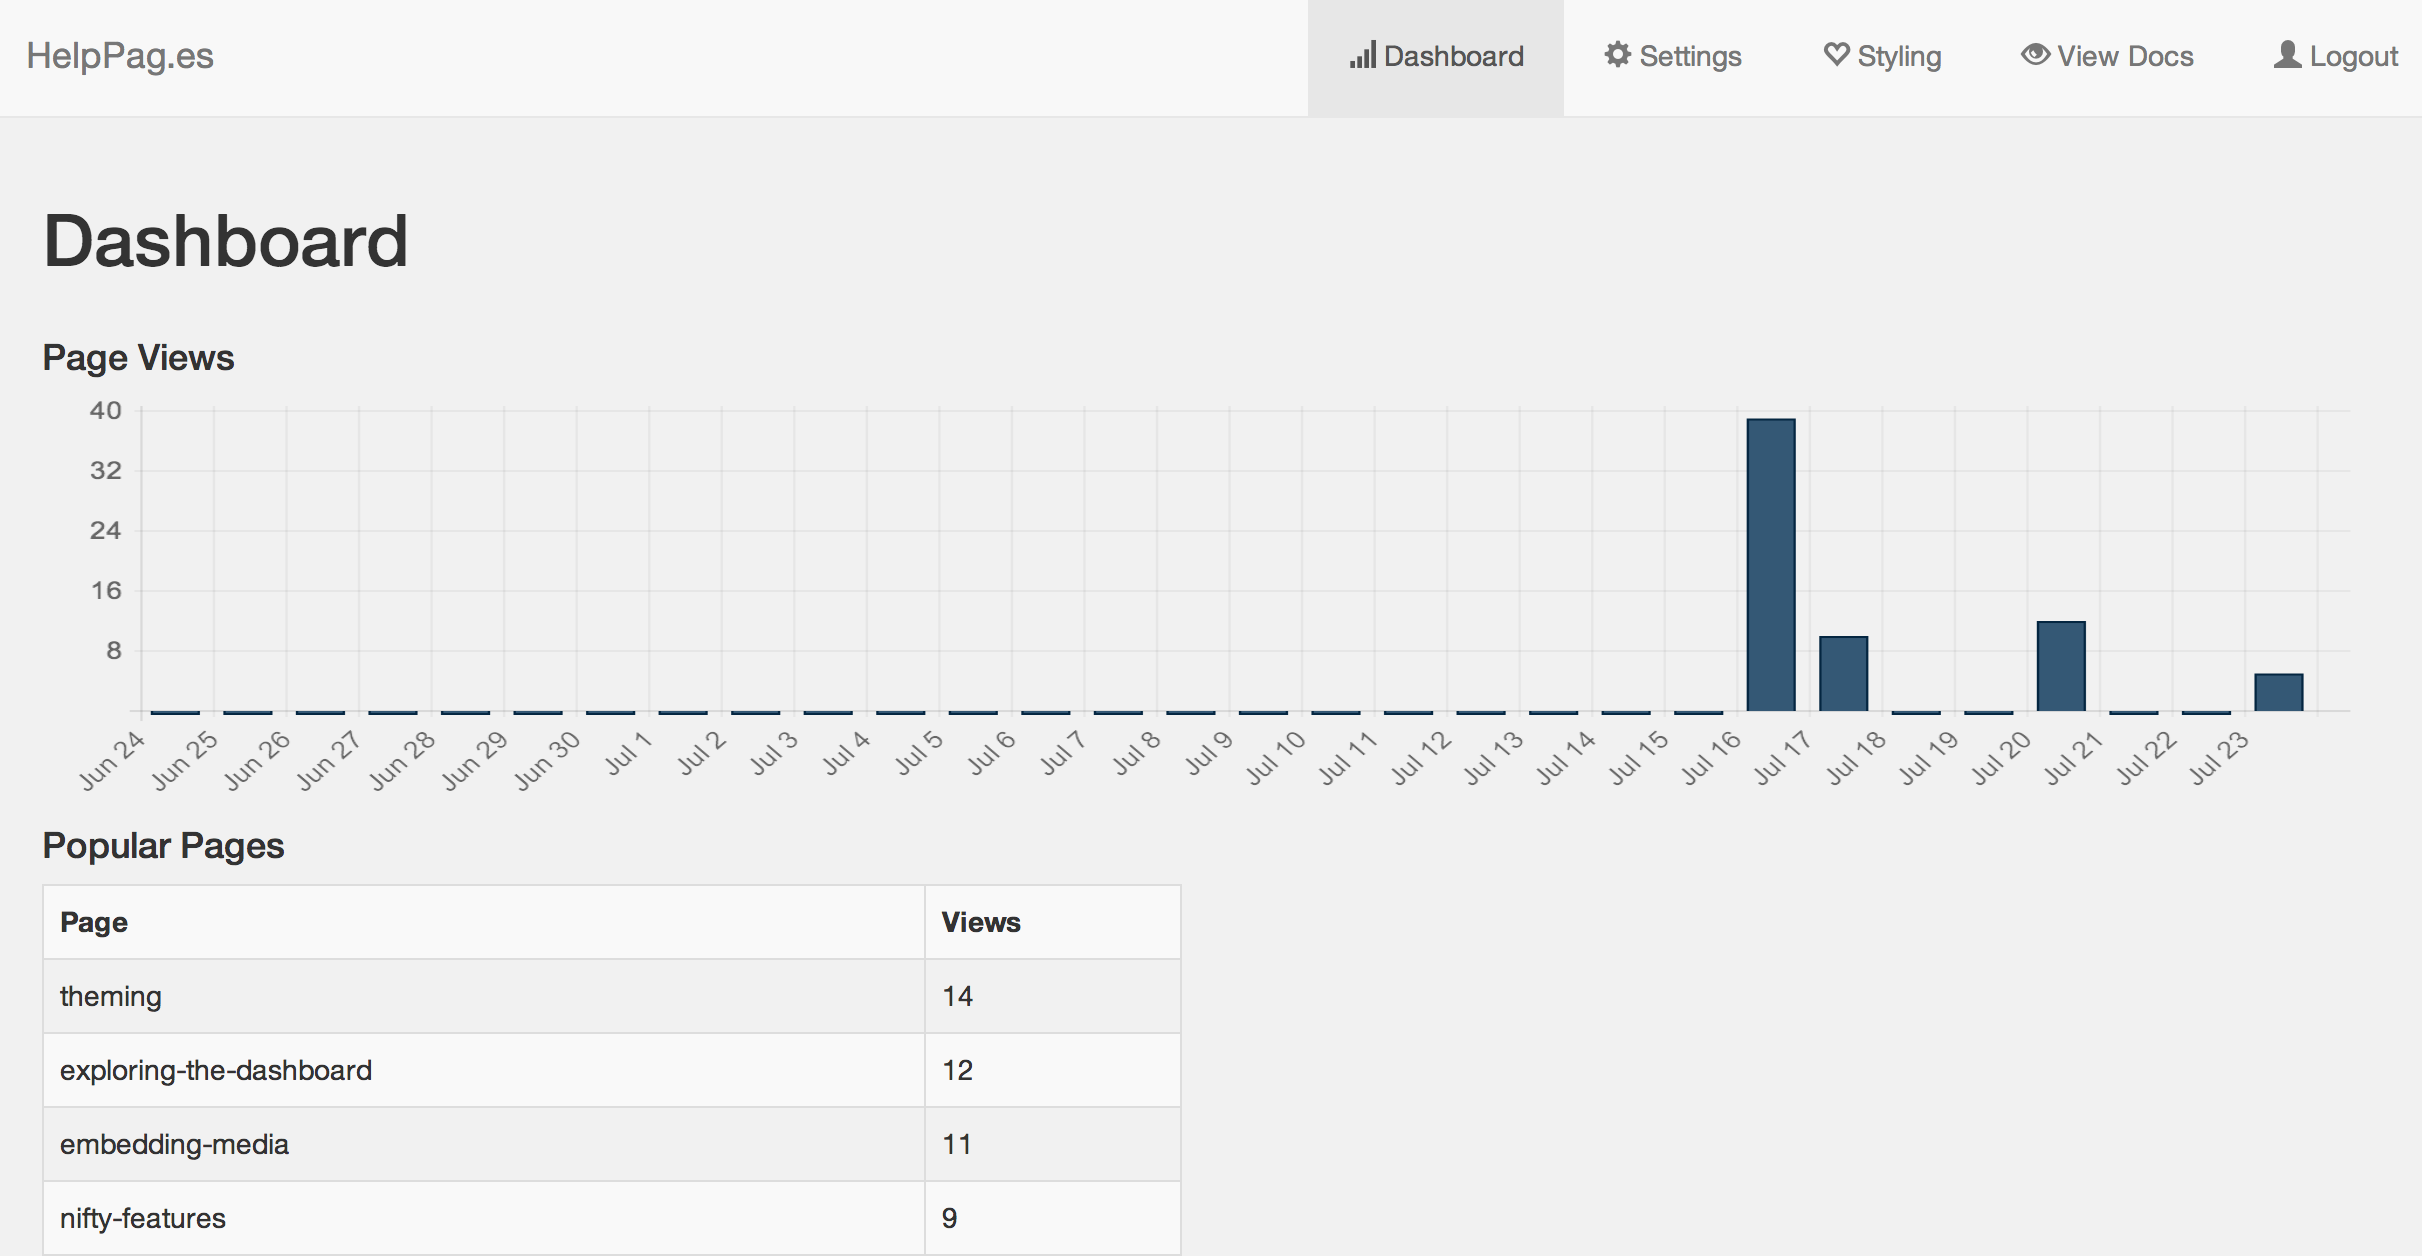 HelpPag.es Dashboard Settings Styling View Docs Logout
Dashboard
Page Views
40
32
24
16
8
Jun 24 Jun 25 Jun 26 Jun 27 Jun 28 Jun 29 Jun 30 Jul 1 Jul 2 Jul 3 Jul 4 Jul 5 Jul 6 Jul 7 Jul 8 Jul 9 Jul 10 Jul 11 Jul 12 Jul 13 Jul 14 Jul 15 Jul 16 Jul 17 Jul 18 Jul 19 Jul 20 Jul 21 Jul 22 Jul 23
Popular Pages
Page Views
theming 14
exploring-the-dashboard 12
embedding-media 11
nifty-features 9